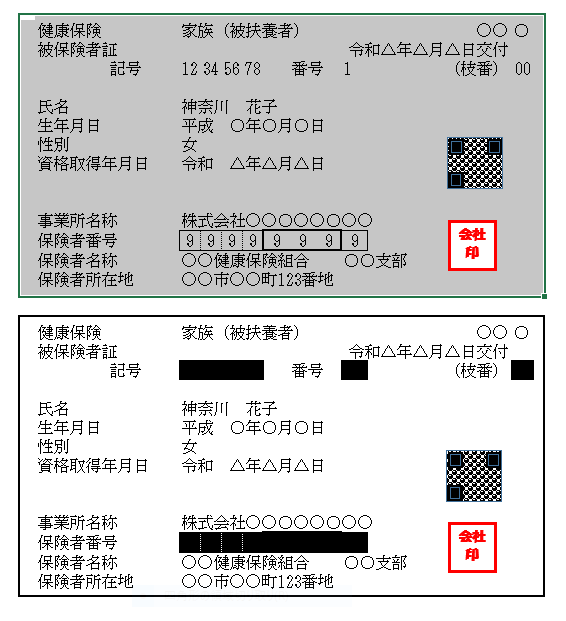 健康保険 家族（被扶養者） ○○ ○
被保険者証 令和△年△月△日交付
記号 12 34 56 78 番号 1 （枝番） 00
氏名 神奈川 花子
生年月日 平成 ○年○月○日
性別 女
資格取得年月日 令和 △年△月△日
事業所名称 株式会社○○○○○○○○
保険者番号 9 9 9 9 9 9 9 9
保険者名称 ○○健康保険組合 ○○支部
保険者所在地 ○○市○○町123番地
会社
印
健康保険 家族（被扶養者） ○○ ○
被保険者証 令和△年△月△日交付
記号 番号 （枝番）
氏名 神奈川 花子
生年月日 平成 ○年○月○日
性別 女
資格取得年月日 令和 △年△月△日
事業所名称 株式会社○○○○○○○○
保険者番号
保険者名称 ○○健康保険組合 ○○支部
保険者所在地 ○○市○○町123番地
会社
印